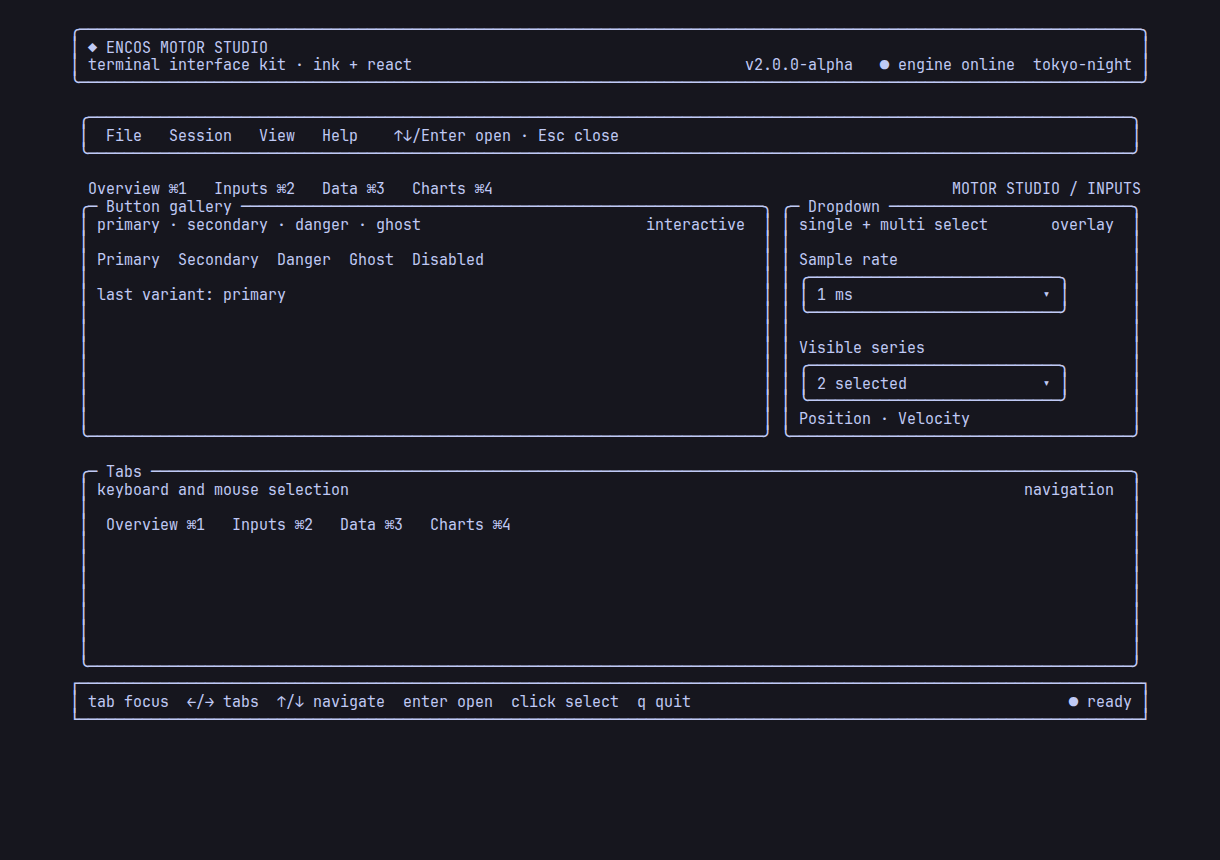 ◆ ENCOS MOTOR STUDIO
terminal interface kit · ink + react v2.0.0-alpha ● engine online tokyo-night
File Session View Help ↑↓/Enter open · Esc close
Overview ⌘1 Inputs ⌘2 Data ⌘3 Charts ⌘4 MOTOR STUDIO / INPUTS
Button gallery
primary · secondary · danger · ghost interactive
Primary Secondary Danger Ghost Disabled
last variant: primary
Dropdown
single + multi select overlay
Sample rate
1 ms ▾
Visible series
2 selected ▾
Position · Velocity
Tabs
keyboard and mouse selection navigation
Overview ⌘1 Inputs ⌘2 Data ⌘3 Charts ⌘4
tab focus ←/→ tabs ↑/↓ navigate enter open click select q quit ● ready